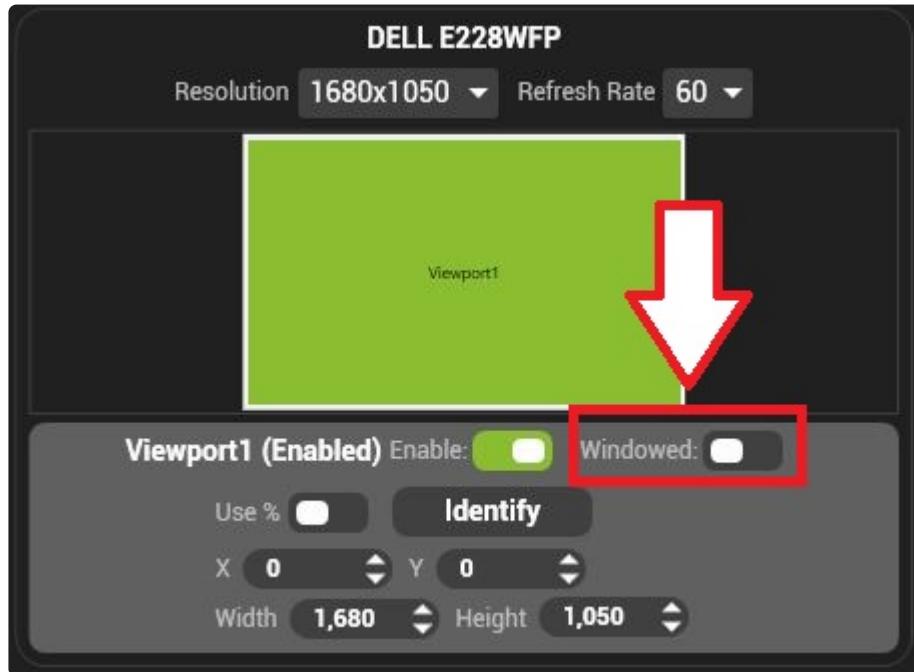 DELL E228WFP
Resolution 1680x1050 Refresh Rate 60
Viewport1
Viewport1 (Enabled) Enable: Windowed:
Use % Identify
X 0 Y 0
Width 1,680 Height 1,050